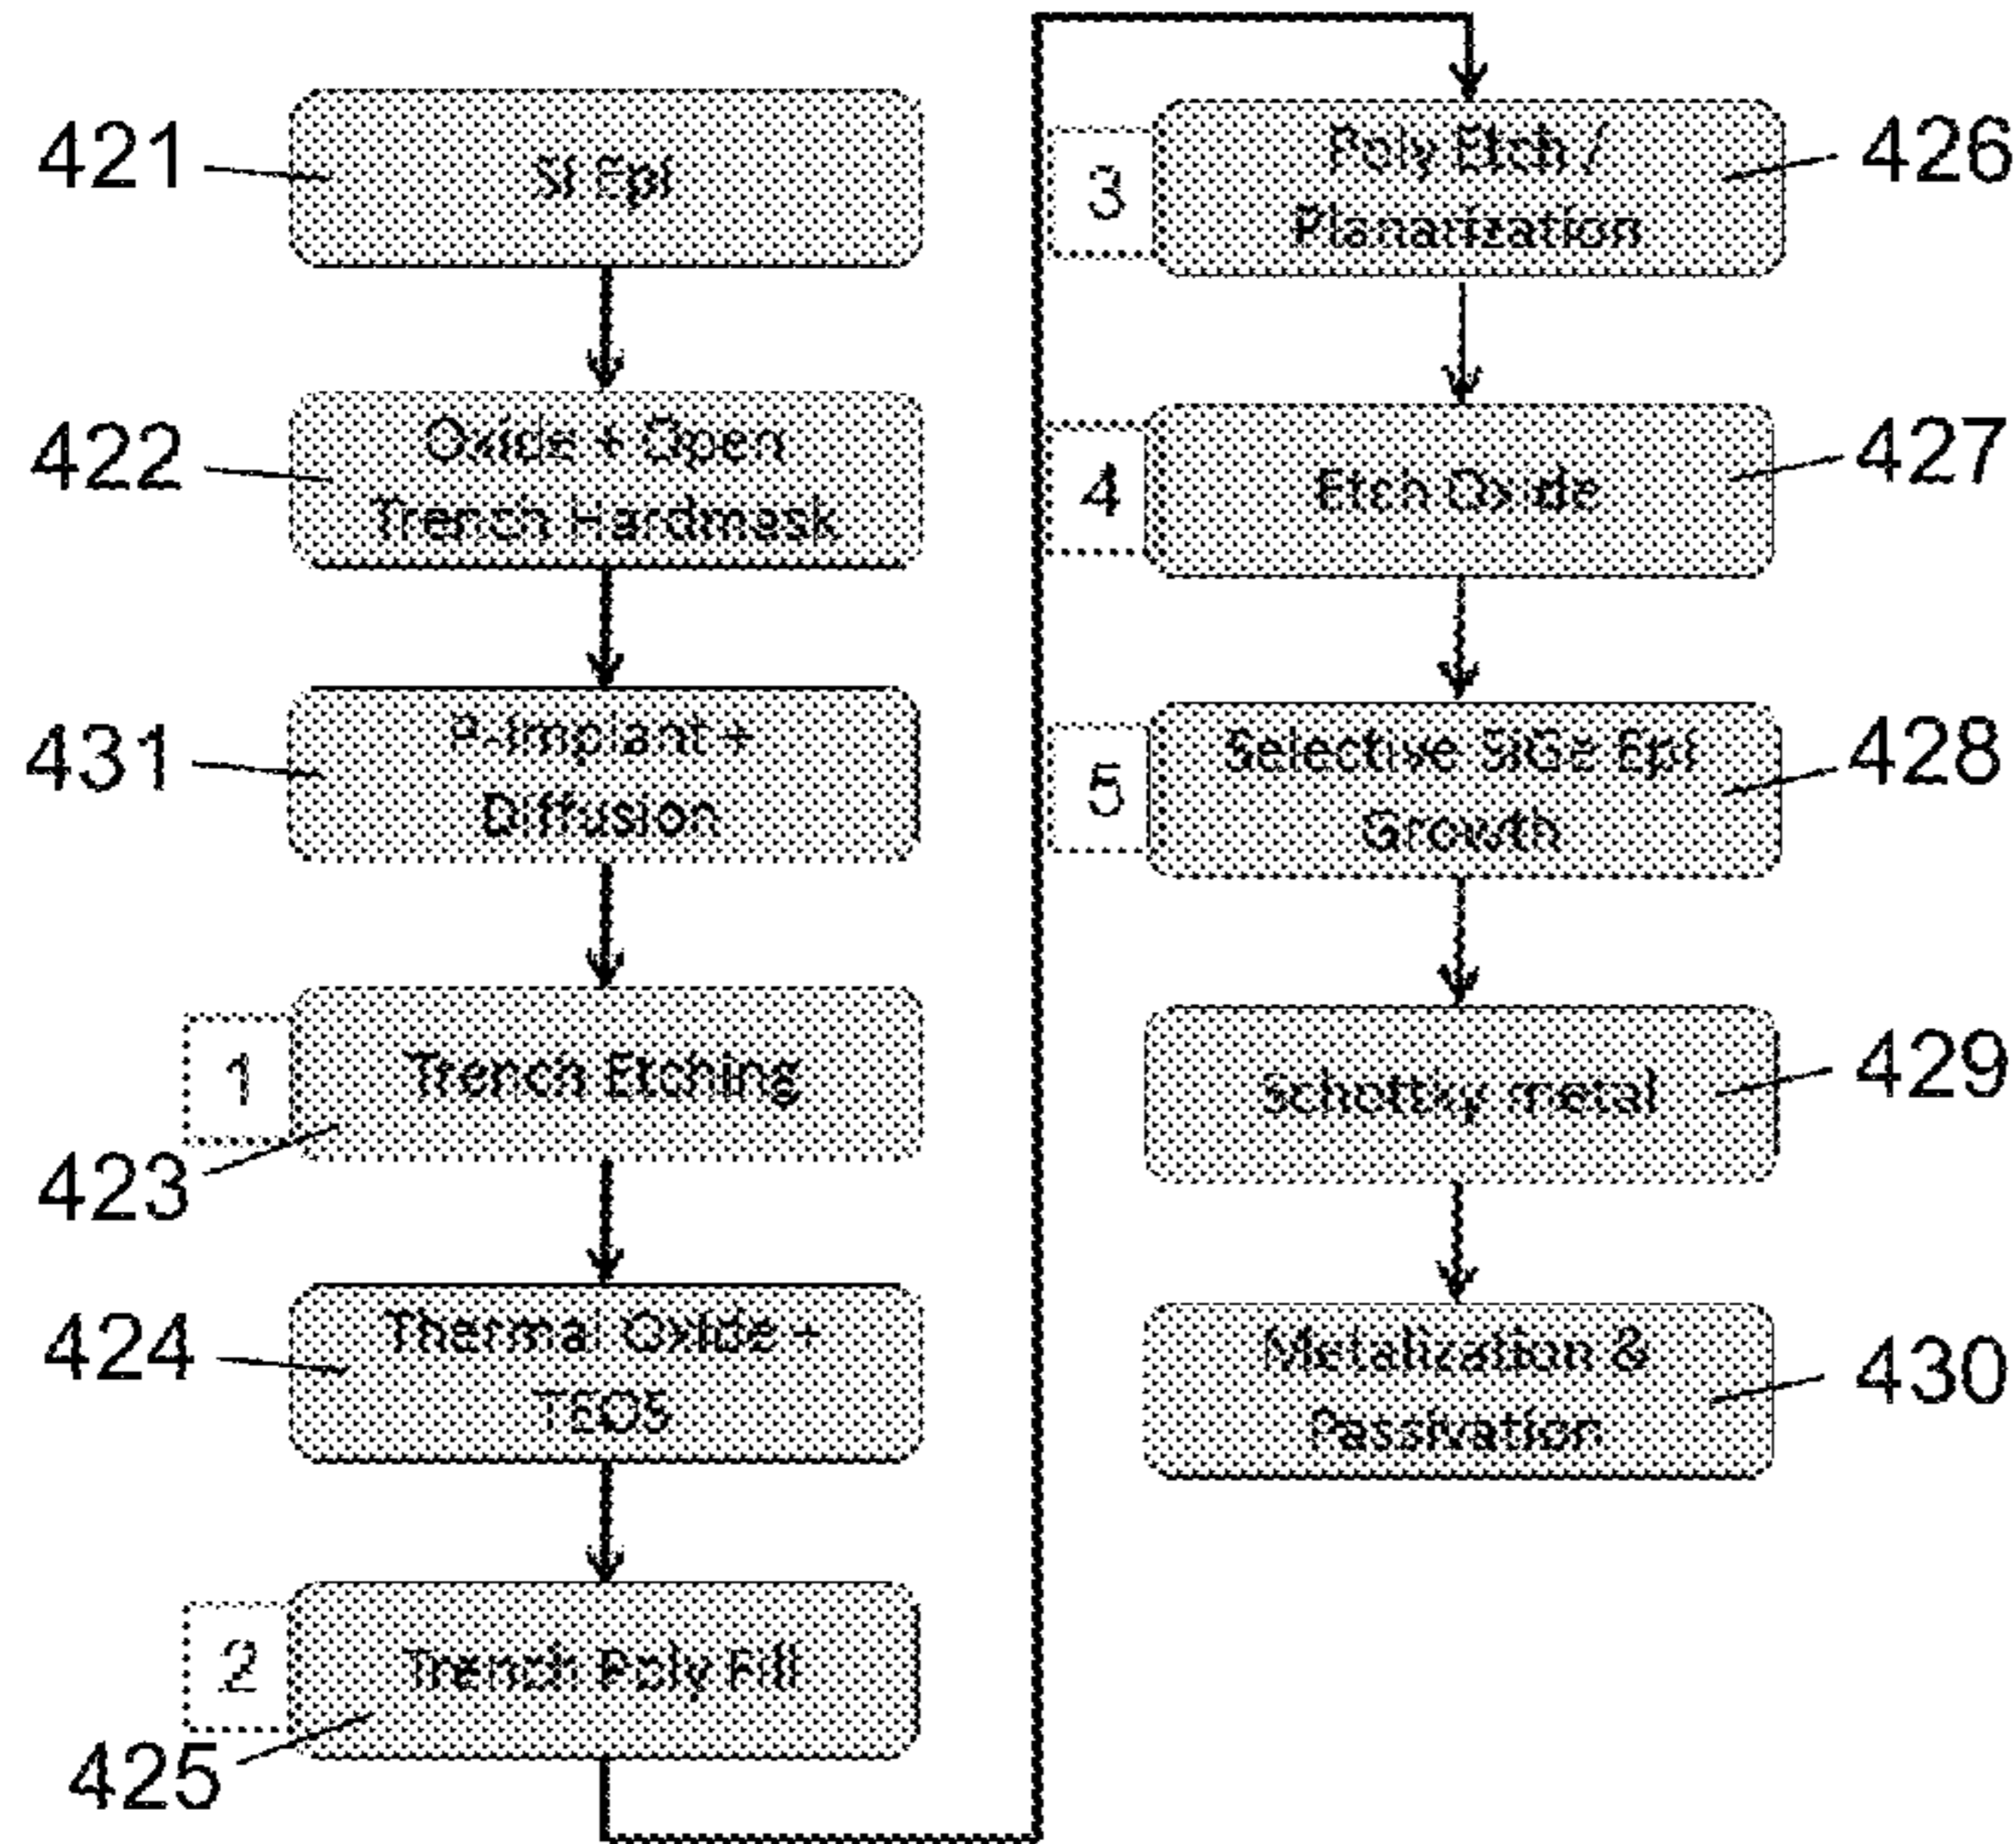 421
Si Epi
422
Oxide + Open
Trench Hardmask
431
P-Implant +
Diffusion
1
Trench Etching
423
424
Thermal Oxide +
TEOS
2
Trench Poly Fill
425
3
Poly Etch /
Planarization
426
4
Etch Oxide
427
5
Selective SiGe Epi
Growth
428
Schottky metal
429
Metalization &
Passivation
430